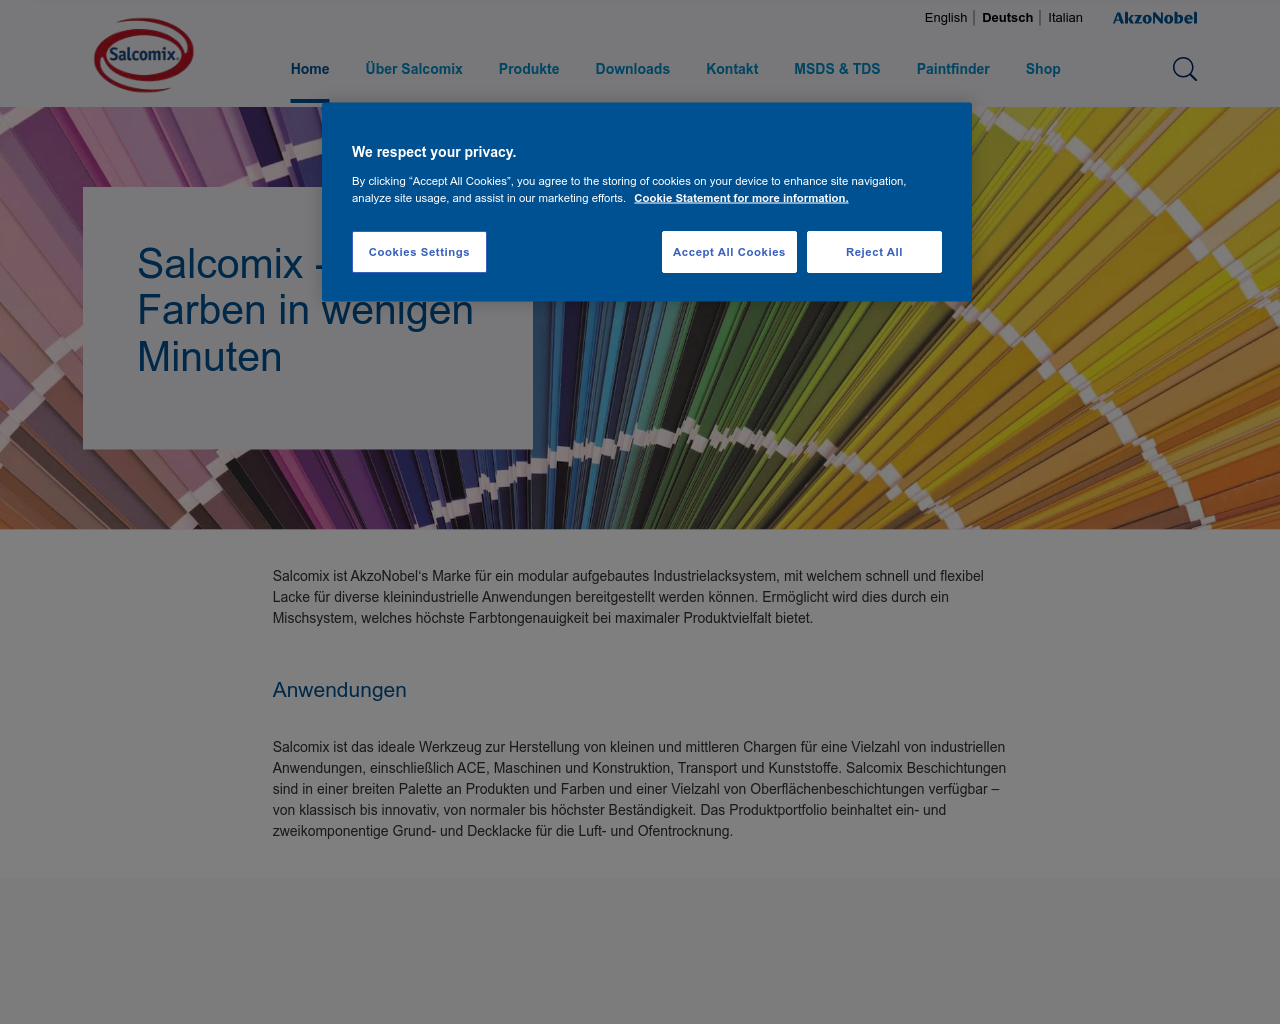 English
Deutsch
Italian
AkzoNobel
Salcomix
Home
Über Salcomix
Produkte
Downloads
Kontakt
MSDS & TDS
Paintfinder
Shop
We respect your privacy.
By clicking “Accept All Cookies”, you agree to the storing of cookies on your device to enhance site navigation,
analyze site usage, and assist in our marketing efforts. Cookie Statement for more information.
Cookies Settings
Accept All Cookies
Reject All
Salcomix -
Farben in wenigen
Minuten
Salcomix ist AkzoNobel‘s Marke für ein modular aufgebautes Industrielacksystem, mit welchem schnell und flexibel
Lacke für diverse kleinindustrielle Anwendungen bereitgestellt werden können. Ermöglicht wird dies durch ein
Mischsystem, welches höchste Farbtongenauigkeit bei maximaler Produktvielfalt bietet.
Anwendungen
Salcomix ist das ideale Werkzeug zur Herstellung von kleinen und mittleren Chargen für eine Vielzahl von industriellen
Anwendungen, einschließlich ACE, Maschinen und Konstruktion, Transport und Kunststoffe. Salcomix Beschichtungen
sind in einer breiten Palette an Produkten und Farben und einer Vielzahl von Oberflächenbeschichtungen verfügbar –
von klassisch bis innovativ, von normaler bis höchster Beständigkeit. Das Produktportfolio beinhaltet ein- und
zweikomponentige Grund- und Decklacke für die Luft- und Ofentrocknung.